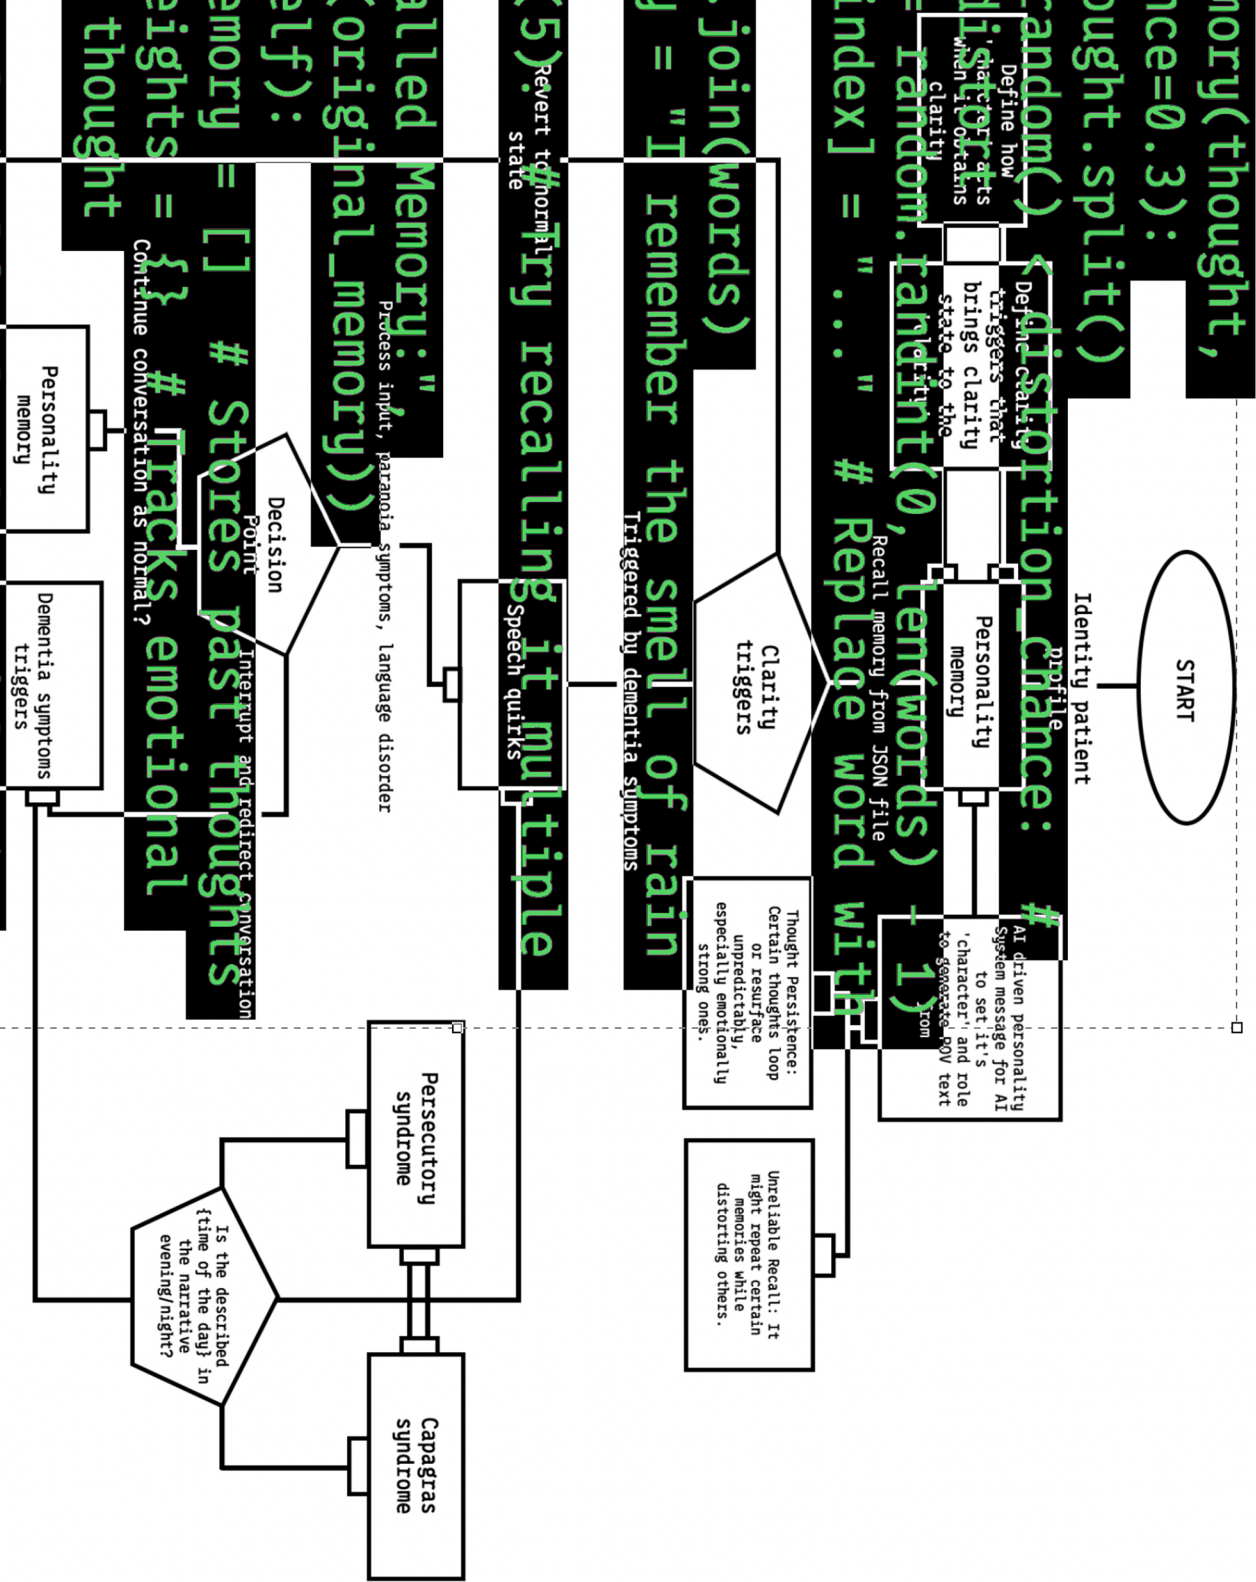 mory(thought,
nce=0.3):
ought.split()
andom() < distortion_chance:  #
distort
= random.randint(0, len(words) - 1)
index] = "..."  # Replace word with
.join(words)
y = "I remember the smell of rain
(5):  # Try recalling it multiple
alled Memory:",
(original_memory))
elf):
emory = []  # Stores past thoughts
eights = {}  # Tracks emotional
thought
START
Identity patient
profile
Define how
'character' acts
when it obtains
clarity
Define clarity
triggers that
brings clarity
state to the
Personality
memory
AI driven personality
System message for AI
to set it's
'character' and role
to generate POV text
from
Recall memory from JSON file
Clarity
triggers
Thought Persistence:
Certain thoughts loop
or resurface
unpredictably,
especially emotionally
strong ones.
Unreliable Recall: It
might repeat certain
memories while
distorting others.
Triggered by dementia symptoms
Revert to normal
state
Speech quirks
Process input, paranoia symptoms, language disorder
Persecutory
syndrome
Capagras
syndrome
Decision
Point
Interrupt and redirect conversation
Is the described
{time of the day} in
the narrative
evening/night?
Continue conversation as normal?
Personality
memory
Dementia symptoms
triggers